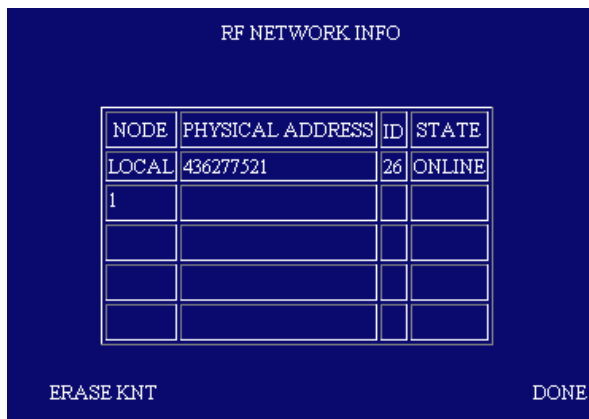 RF NETWORK INFO
NODE PHYSICAL ADDRESS ID STATE
LOCAL 436277521 26 ONLINE
1
ERASE KNT DONE